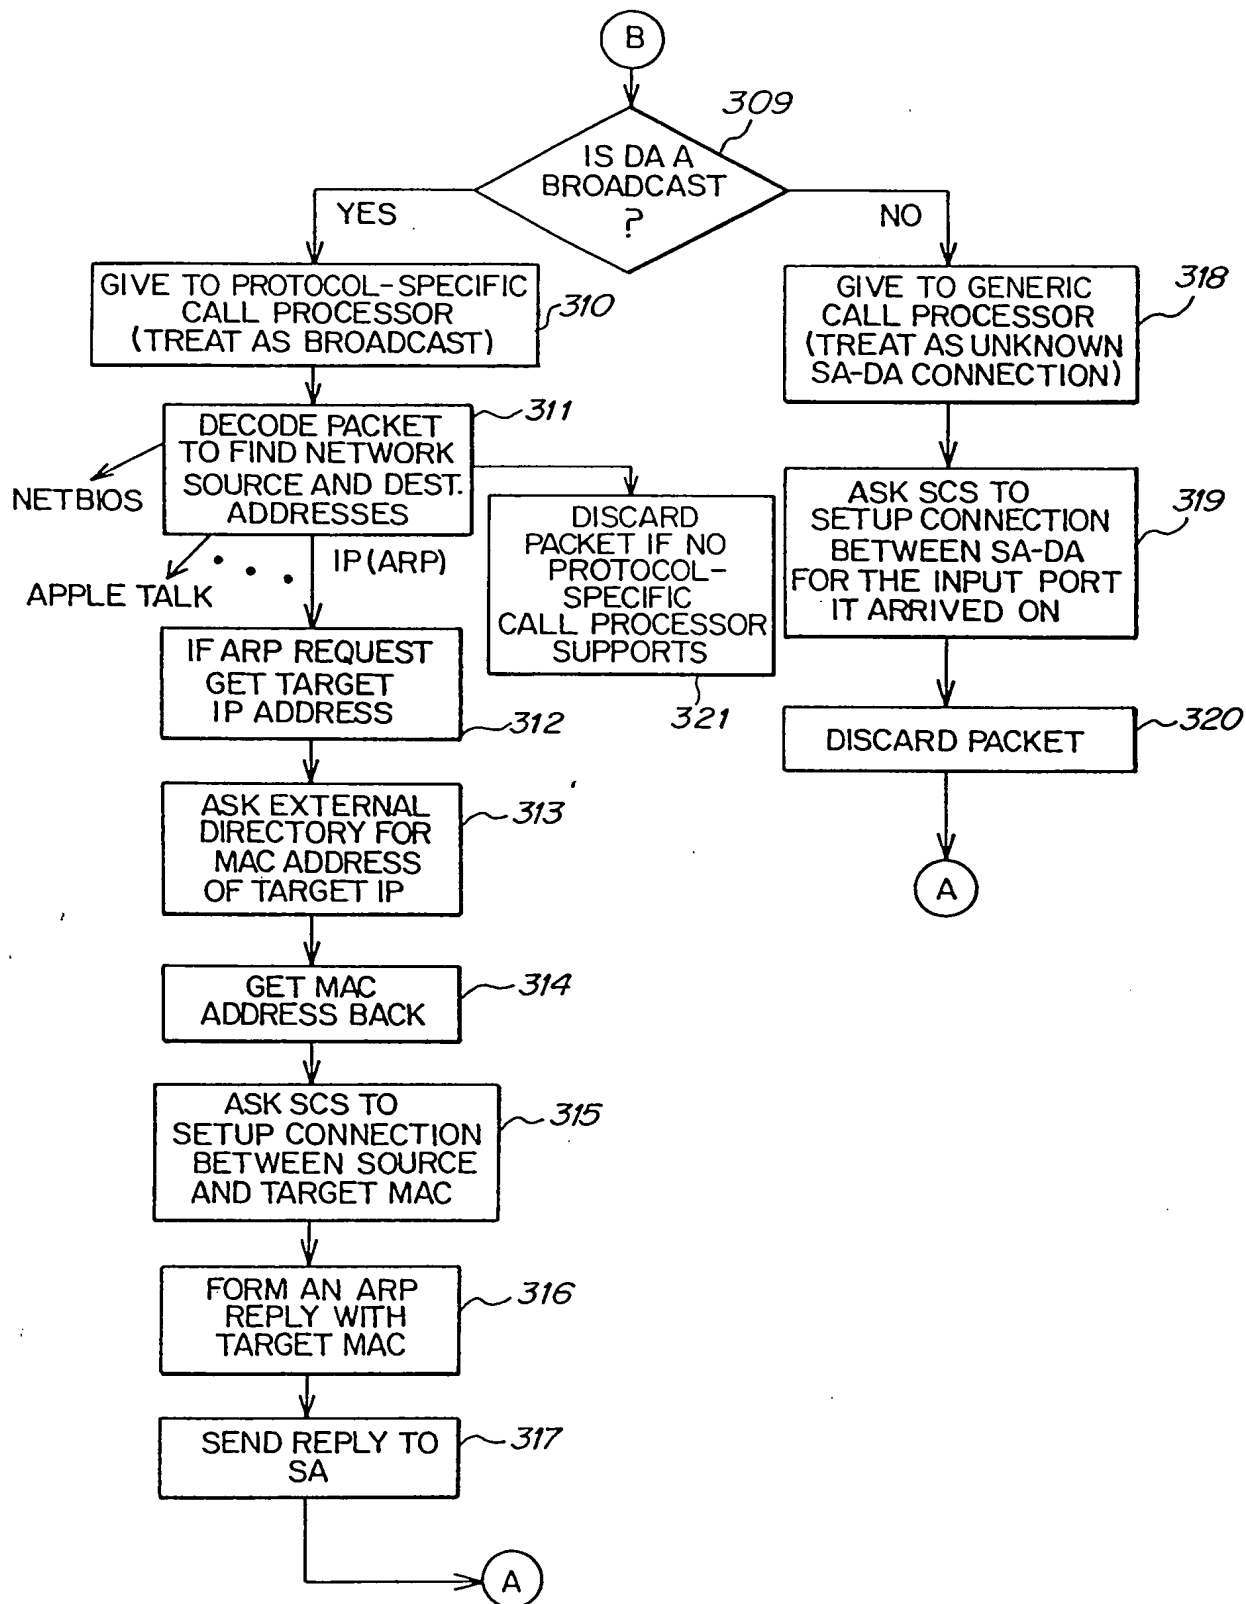 B
309
IS DA A
BROADCAST
?
YES
NO
GIVE TO PROTOCOL-SPECIFIC
CALL PROCESSOR
(TREAT AS BROADCAST)
310
GIVE TO GENERIC
CALL PROCESSOR
(TREAT AS UNKNOWN
SA-DA CONNECTION)
318
DECODE PACKET
TO FIND NETWORK
SOURCE AND DEST.
ADDRESSES
311
NETBIOS
APPLE TALK
IP (ARP)
DISCARD
PACKET IF NO
PROTOCOL-
SPECIFIC
CALL PROCESSOR
SUPPORTS
321
ASK SCS TO
SETUP CONNECTION
BETWEEN SA-DA
FOR THE INPUT PORT
IT ARRIVED ON
319
IF ARP REQUEST
GET TARGET
IP ADDRESS
312
DISCARD PACKET
320
ASK EXTERNAL
DIRECTORY FOR
MAC ADDRESS
OF TARGET IP
313
A
GET MAC
ADDRESS BACK
314
ASK SCS TO
SETUP CONNECTION
BETWEEN SOURCE
AND TARGET MAC
315
FORM AN ARP
REPLY WITH
TARGET MAC
316
SEND REPLY TO
SA
317
A